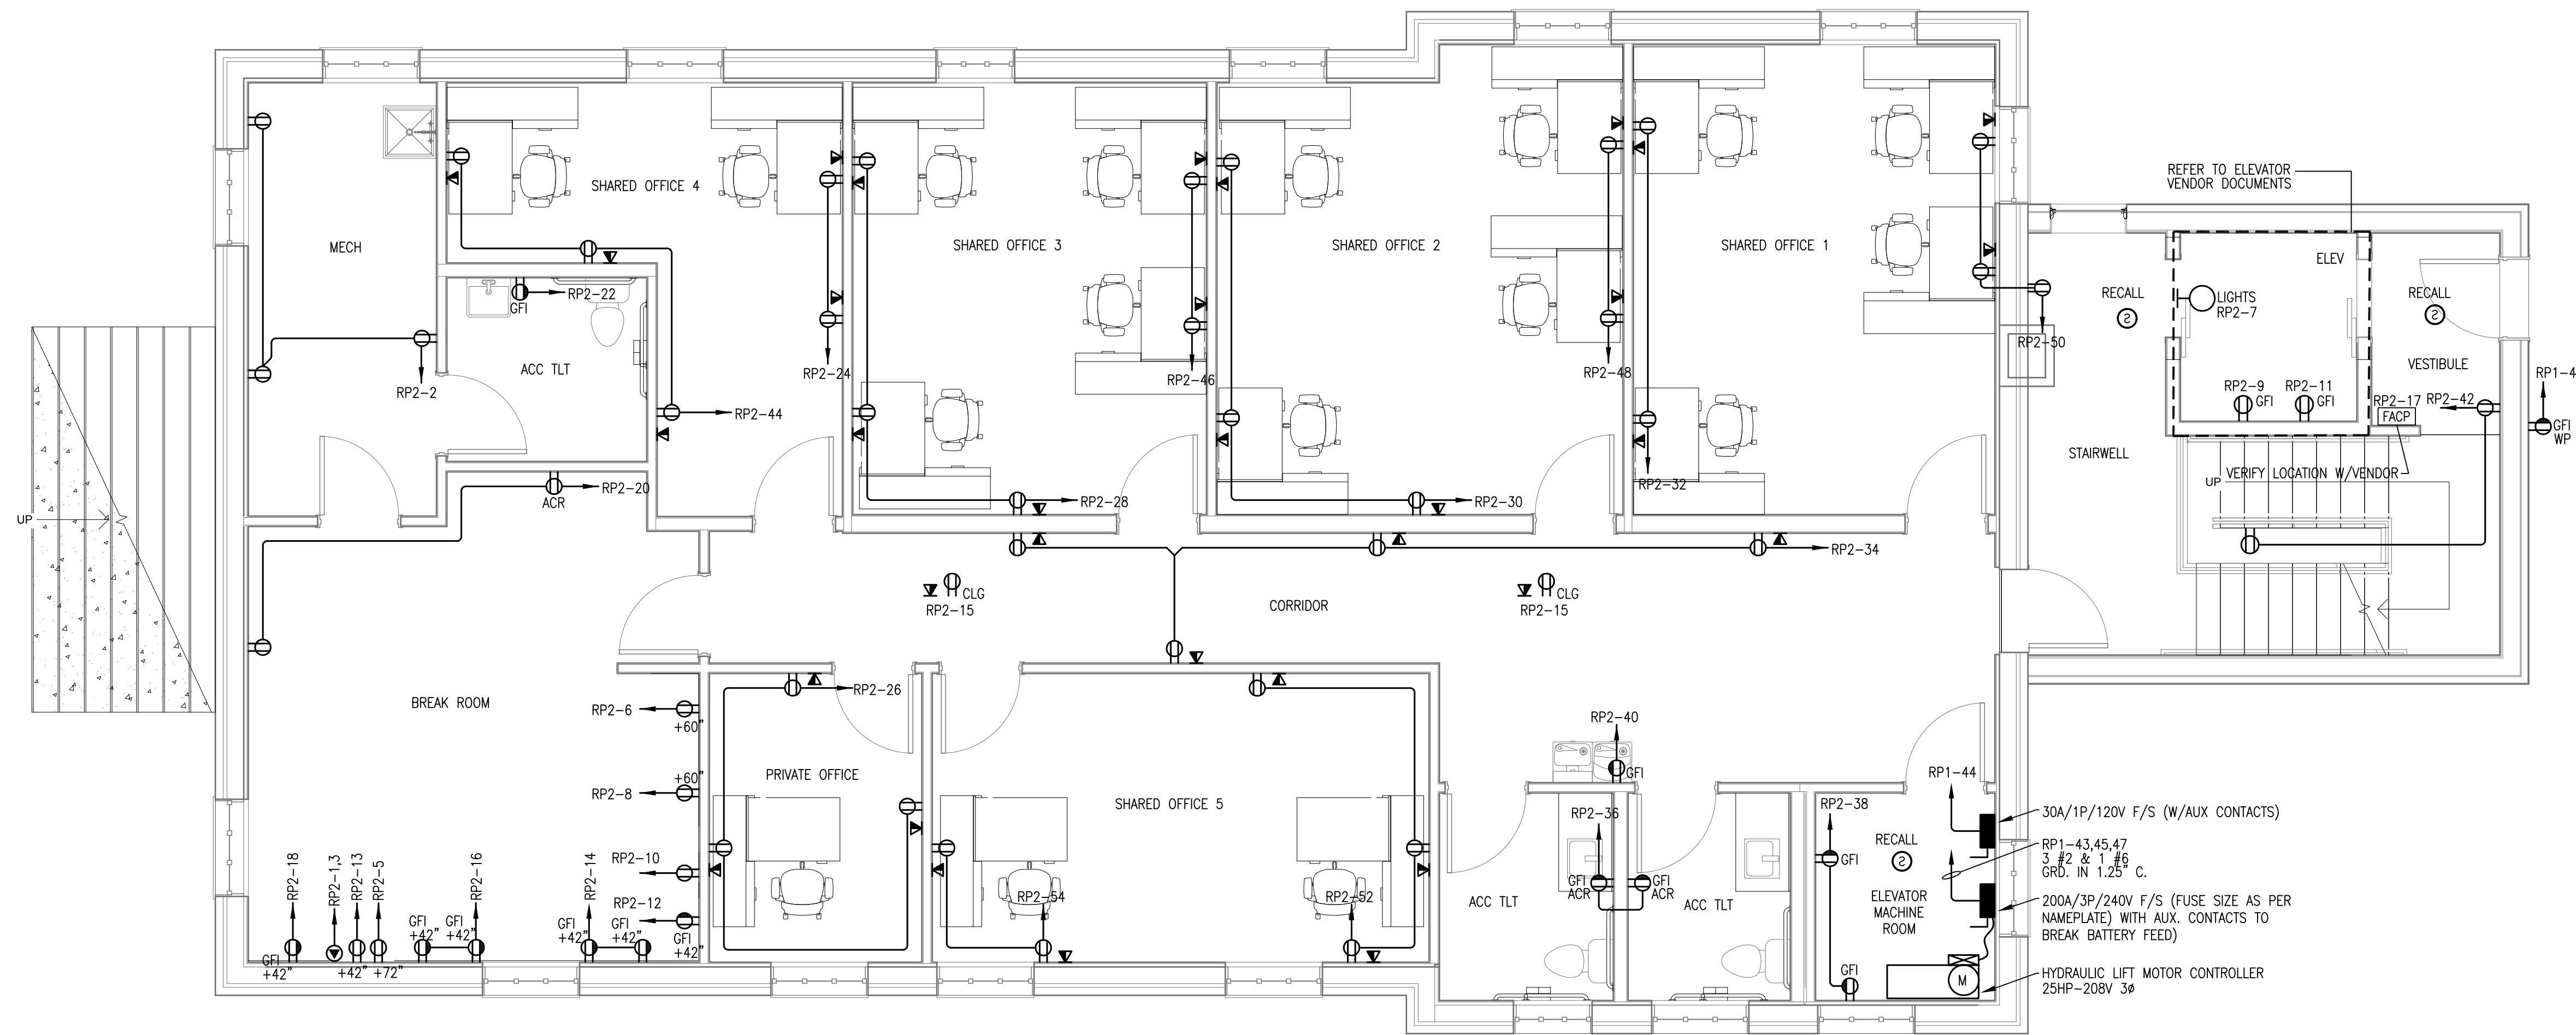 REFER TO ELEVATOR
VENDOR DOCUMENTS
SHARED OFFICE 4
MECH
SHARED OFFICE 3
SHARED OFFICE 2
SHARED OFFICE 1
ELEV
RP2-22
GFI
RECALL
2
LIGHTS
RP2-7
RECALL
2
RP2-50
ACC TLT
RP2-24
RP2-46
RP2-48
VESTIBULE
RP1-4
RP2-2
RP2-9
GFI
RP2-11
GFI
RP2-17
FACP
RP2-42
RP2-44
GFI
WP
STAIRWELL
VERIFY LOCATION W/VENDOR
UP
RP2-20
ACR
RP2-28
RP2-30
RP2-32
UP
RP2-34
CLG
RP2-15
CORRIDOR
CLG
RP2-15
BREAK ROOM
RP2-6
+60"
RP2-26
RP2-40
GFI
+60"
RP2-8
PRIVATE OFFICE
SHARED OFFICE 5
RP1-44
RP2-36
RP2-38
30A/1P/120V F/S (W/AUX CONTACTS)
RECALL
2
GFI
RP1-43,45,47
3 #2 & 1 #6
GRD. IN 1.25" C.
RP2-10
RP2-18
RP2-1,3
RP2-13
RP2-5
RP2-16
RP2-14
RP2-12
GFI
ACR
GFI
ACR
RP2-54
RP2-52
ACC TLT
ACC TLT
ELEVATOR
MACHINE
ROOM
200A/3P/240V F/S (FUSE SIZE AS PER
NAMEPLATE) WITH AUX. CONTACTS TO
BREAK BATTERY FEED)
GFI
+42"
GFI
+42"
GFI
+42"
GFI
+42"
GFI
+42"
GFI
+42"
+42"
+72"
GFI
M
HYDRAULIC LIFT MOTOR CONTROLLER
25HP-208V 3ø